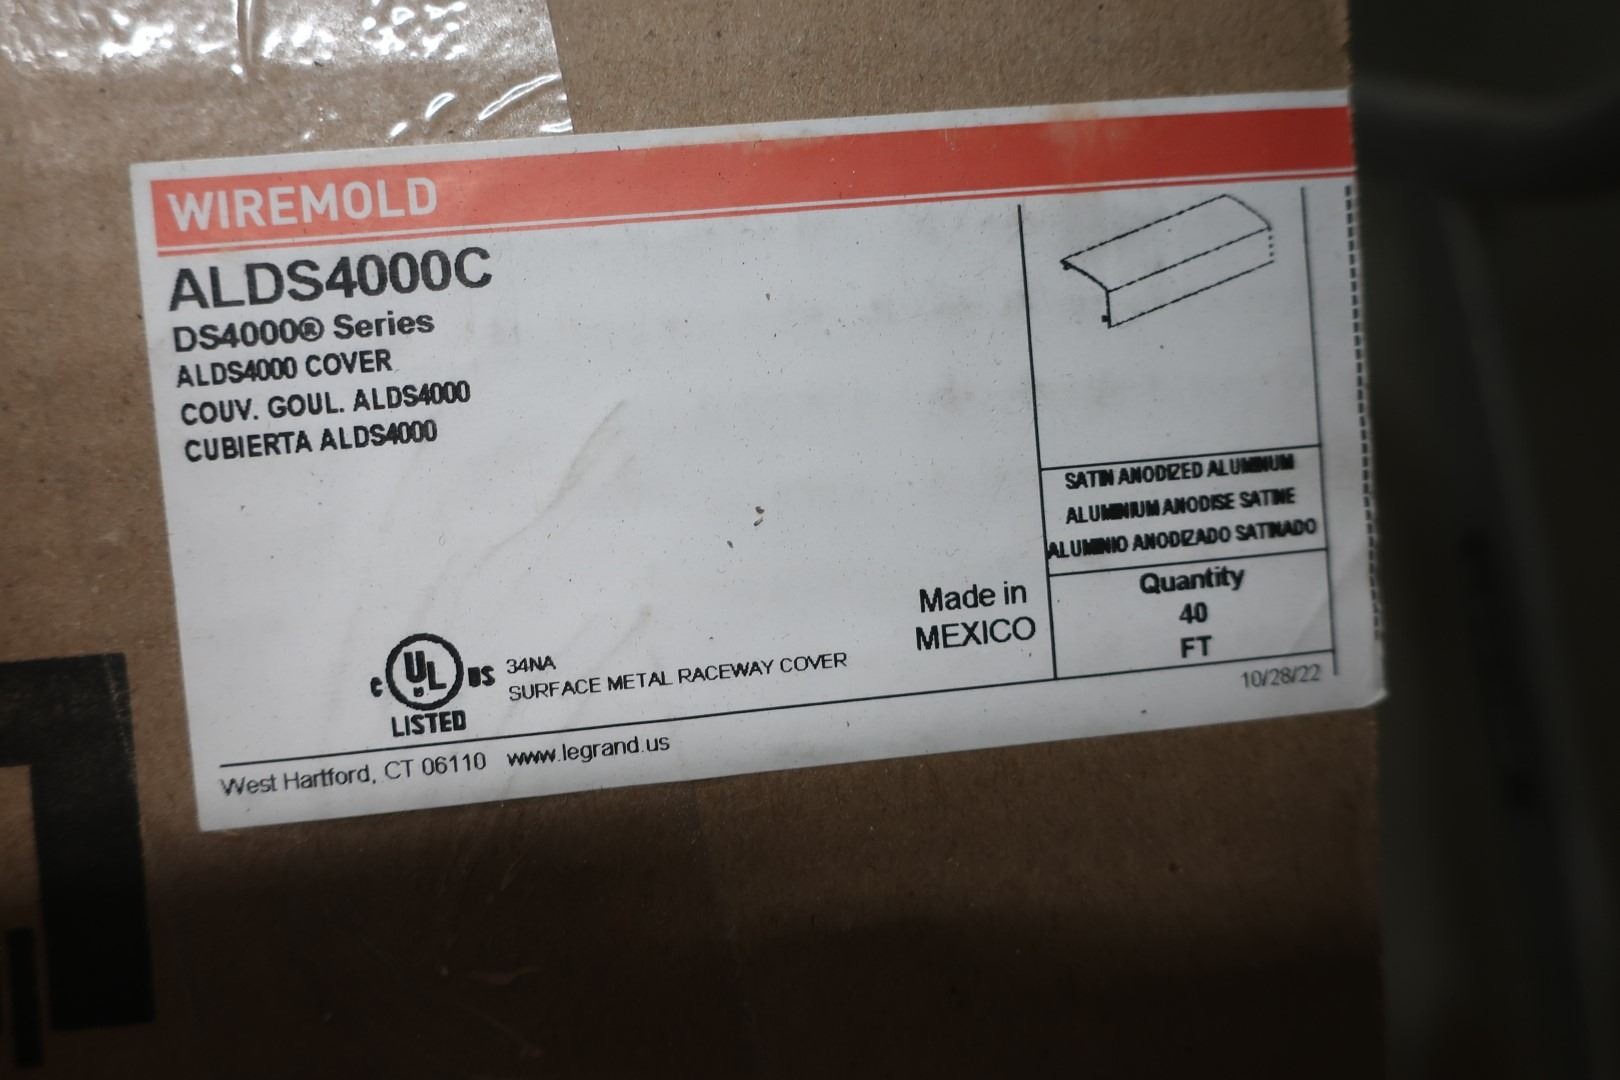 WIREMOLD
ALDS4000C
DS4000® Series
ALDS4000 COVER
COUV. GOUL. ALDS4000
CUBIERTA ALDS4000
SATIN ANODIZED ALUMINUM
ALUMINIUM ANODISE SATINE
ALUMINIO ANODIZADO SATINADO
Made in
MEXICO
Quantity
40
FT
C UL US
LISTED
34NA
SURFACE METAL RACEWAY COVER
10/28/22
West Hartford, CT 06110 www.legrand.us